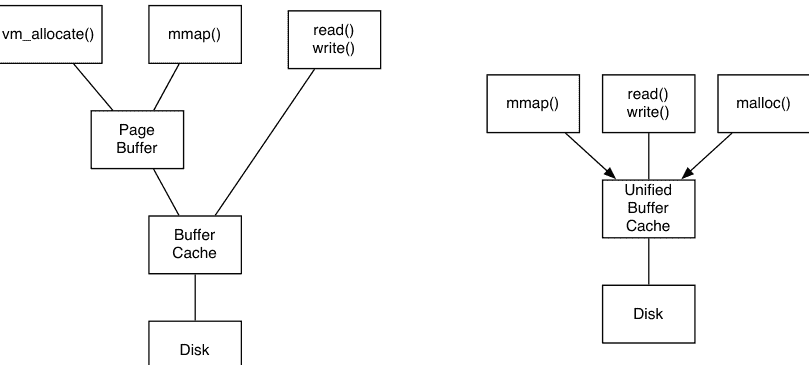 vm_allocate()
mmap()
read()
write()
Page
Buffer
Buffer
Cache
Disk
mmap()
read()
write()
malloc()
Unified
Buffer
Cache
Disk